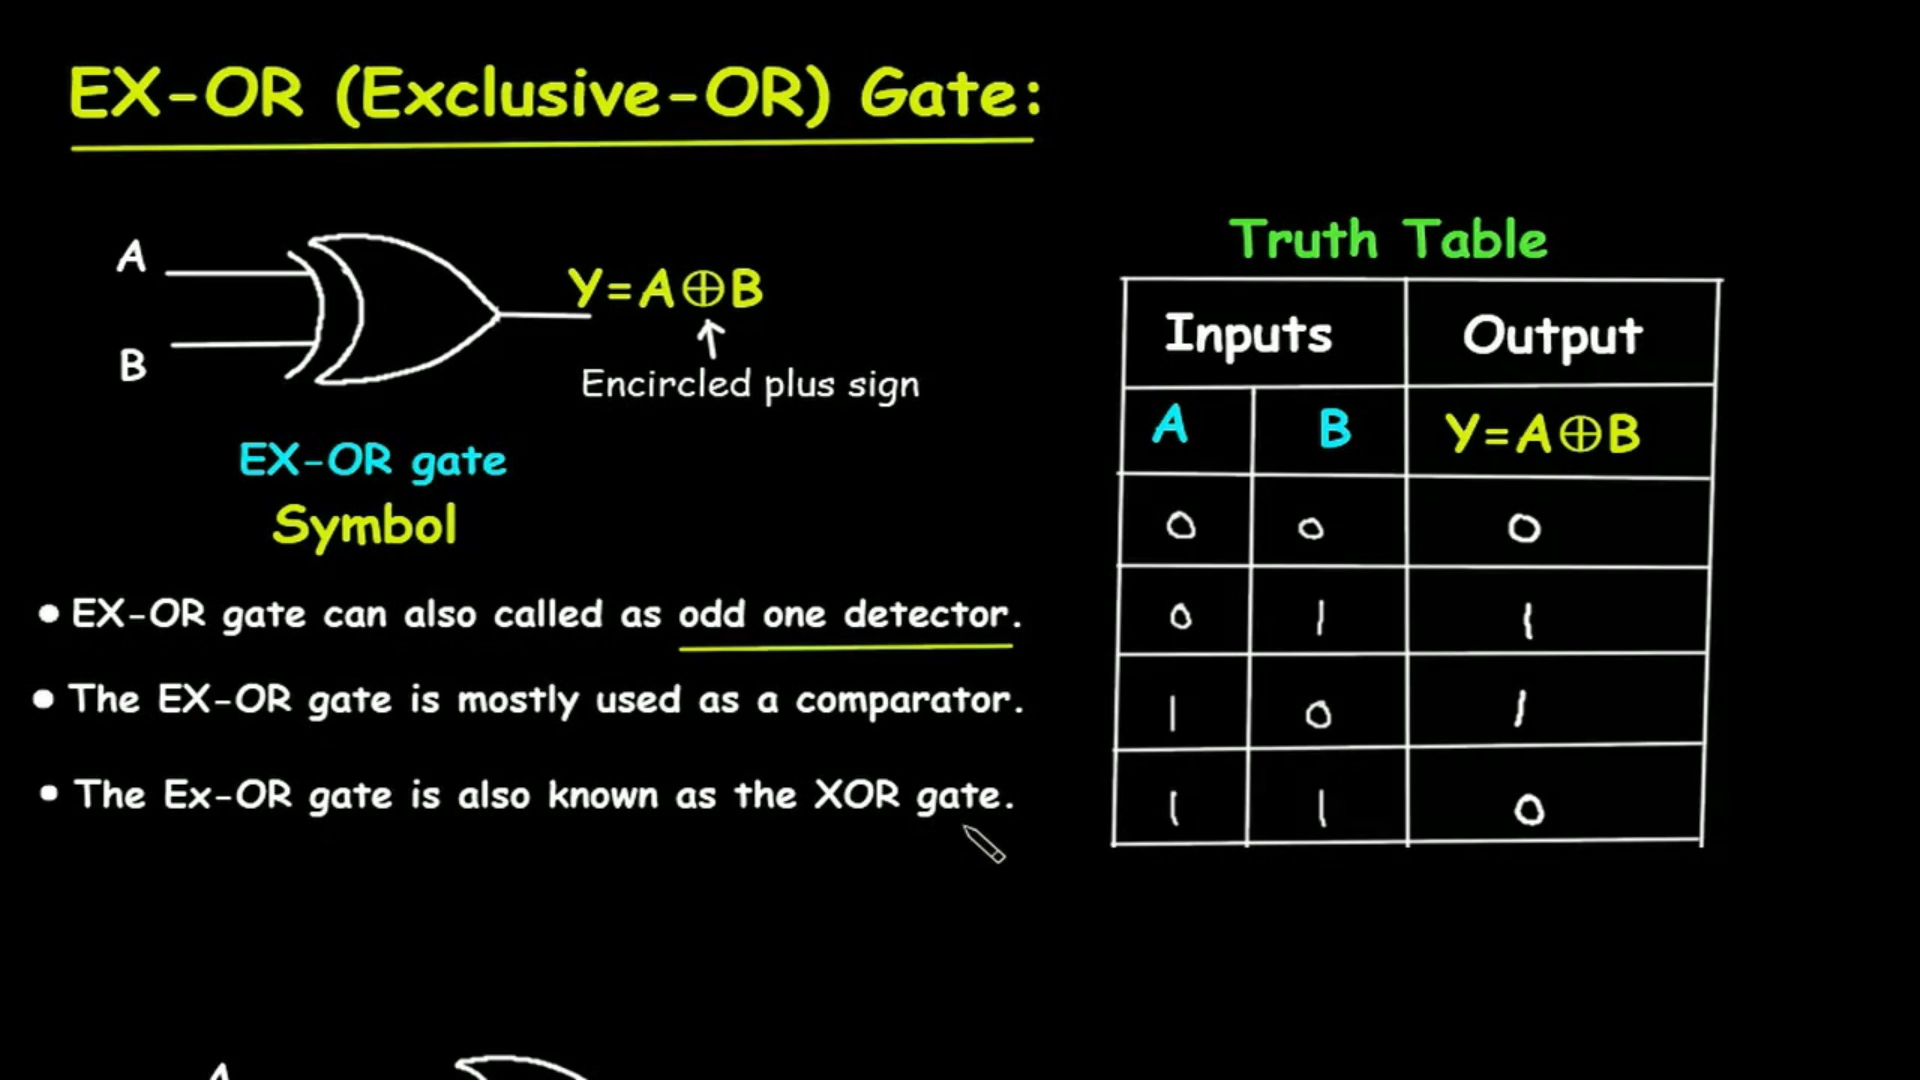 EX-OR (Exclusive-OR) Gate:
A
B
Y=A⊕B
Encircled plus sign
EX-OR gate
Symbol
• EX-OR gate can also called as odd one detector.
• The EX-OR gate is mostly used as a comparator.
• The Ex-OR gate is also known as the XOR gate.
Truth Table
Inputs Output
A B Y=A⊕B
0 0 0
0 1 1
1 0 1
1 1 0
A